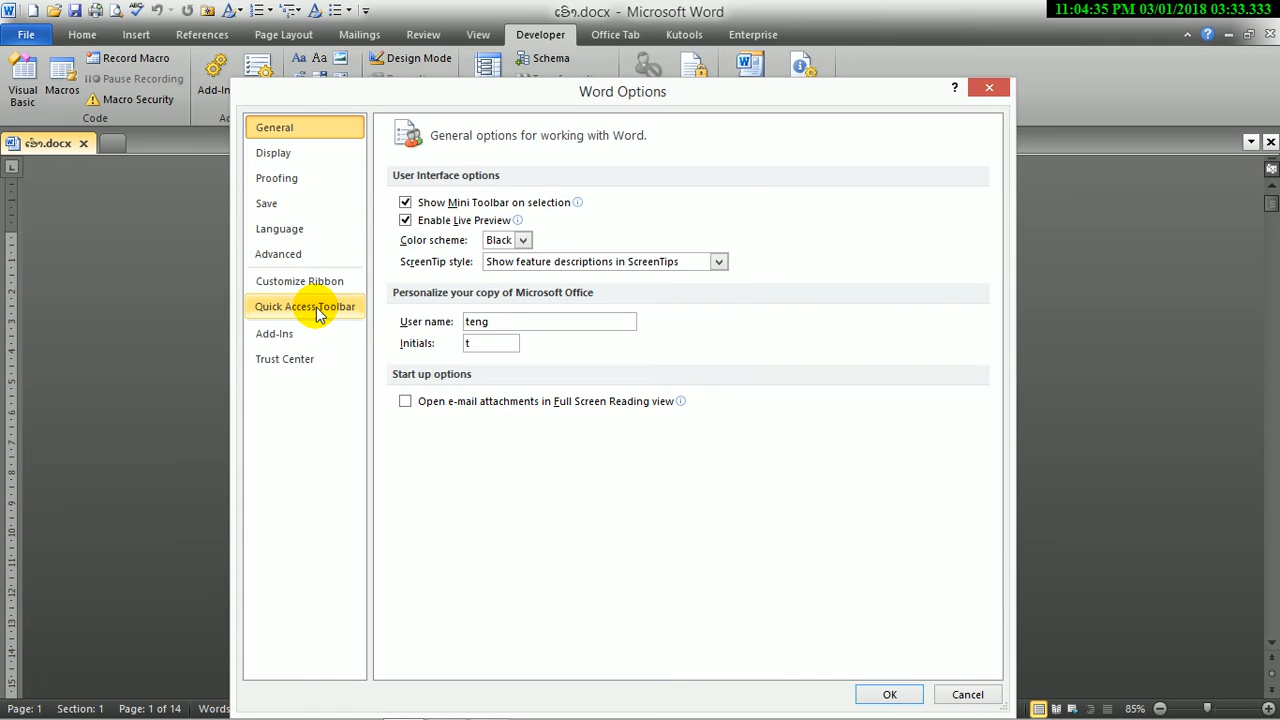 .docx - Microsoft Word
11:04:35 PM 03/01/2018 03:33.333
File Home Insert References Page Layout Mailings Review View Developer Office Tab Kutools Enterprise
Visual Basic
Macros
Record Macro
Pause Recording
Macro Security
Code
Add-In
Design Mode
Schema
.docx
Word Options
General
Display
Proofing
Save
Language
Advanced
Customize Ribbon
Quick Access Toolbar
Add-Ins
Trust Center
General options for working with Word.
User Interface options
Show Mini Toolbar on selection
Enable Live Preview
Color scheme: Black
ScreenTip style: Show feature descriptions in ScreenTips
Personalize your copy of Microsoft Office
User name: teng
Initials: t
Start up options
Open e-mail attachments in Full Screen Reading view
OK Cancel
Page: 1 Section: 1 Page: 1 of 14 Words 85%